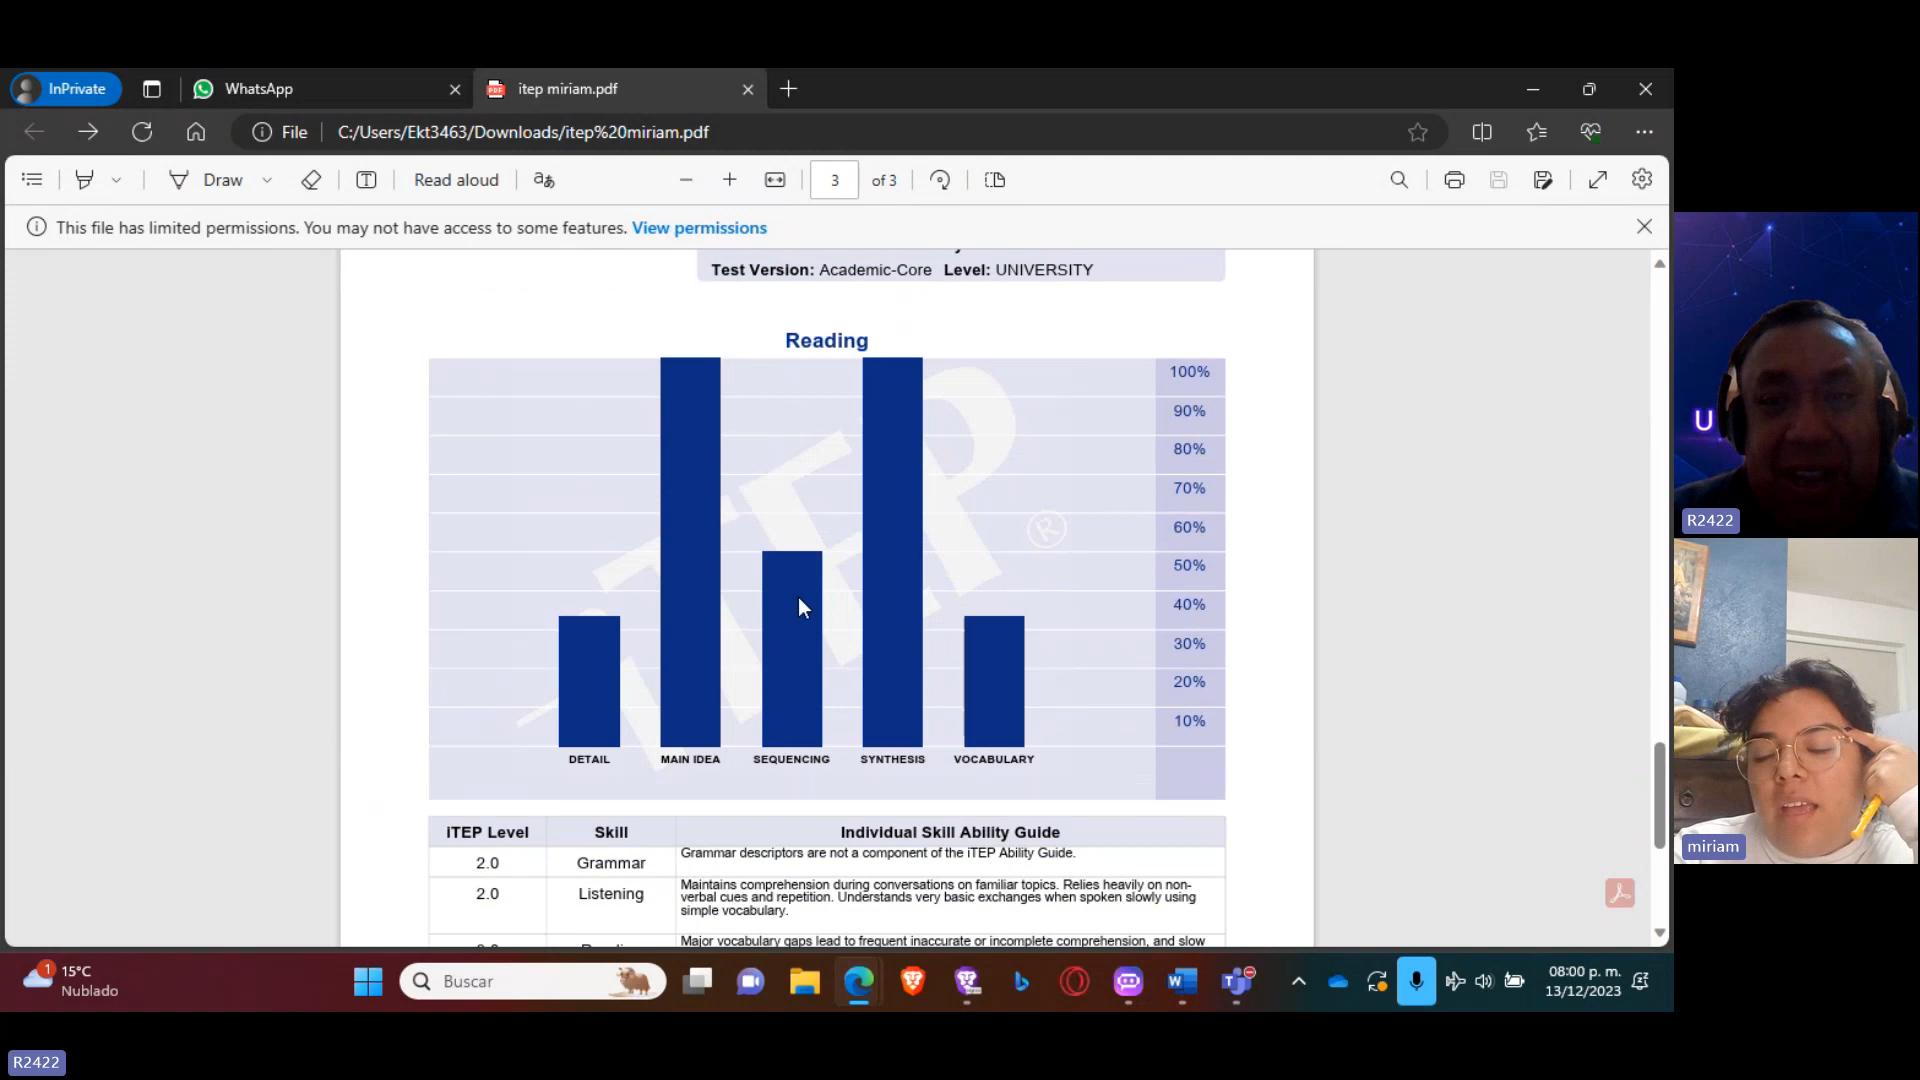 InPrivate
WhatsApp
itep miriam.pdf
File
C:/Users/Ekt3463/Downloads/itep%20miriam.pdf
Draw
Read aloud
3
of 3
This file has limited permissions. You may not have access to some features. View permissions
Test Version: Academic-Core Level: UNIVERSITY
Reading
iTEP
®
100%
90%
80%
70%
60%
50%
40%
30%
20%
10%
DETAIL
MAIN IDEA
SEQUENCING
SYNTHESIS
VOCABULARY
iTEP Level
Skill
Individual Skill Ability Guide
2.0
Grammar
Grammar descriptors are not a component of the iTEP Ability Guide.
2.0
Listening
Maintains comprehension during conversations on familiar topics. Relies heavily on non-
verbal cues and repetition. Understands very basic exchanges when spoken slowly using
simple vocabulary.
Major vocabulary gaps lead to frequent inaccurate or incomplete comprehension, and slow
U
R2422
miriam
1
15°C
Nublado
Buscar
08:00 p. m.
13/12/2023
R2422